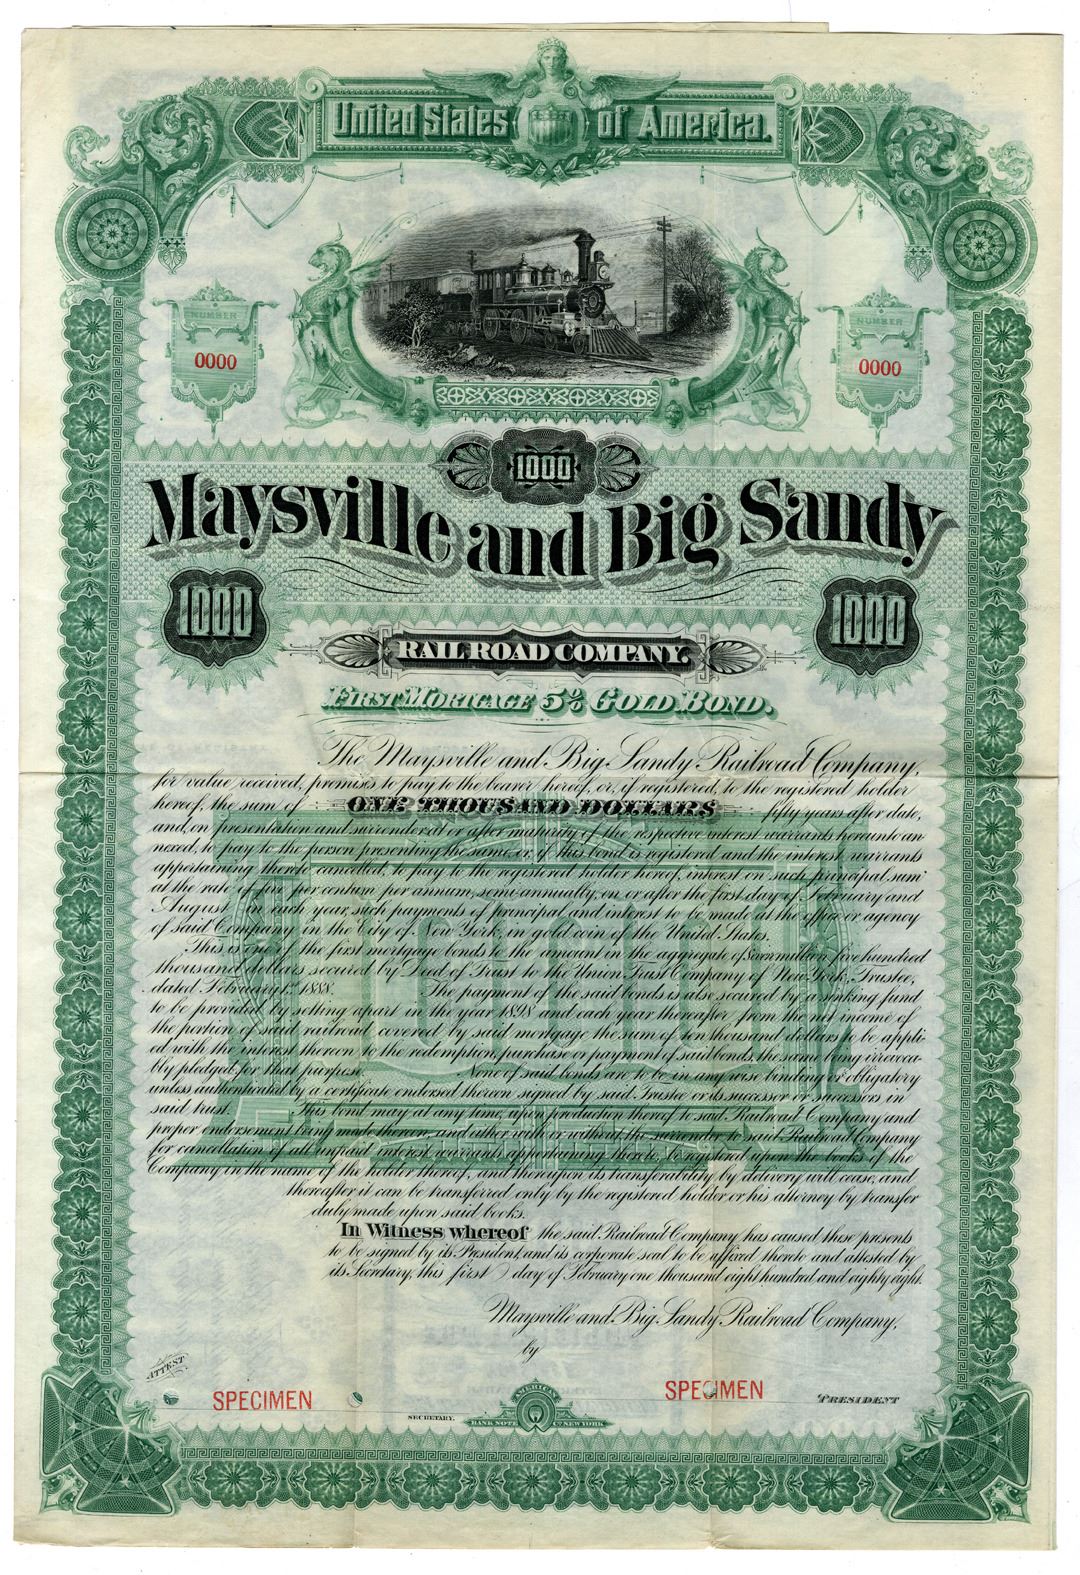 United States of America.
NUMBER
0000
NUMBER
0000
1000
Maysville and Big Sandy
1000
1000
RAIL ROAD COMPANY.
FIRST MORTGAGE 5% GOLD BOND.
The Maysville and Big Sandy Railroad Company,
for value received, promises to pay to the bearer hereof, or, if registered, to the registered holder
hereof, the sum of ONE THOUSAND DOLLARS fifty years after date,
and, on presentation and surrender at or after maturity of the respective interest warrants hereunto an-
nexed, to pay to the person presenting the same, or, if this bond is registered and the interest warrants
appertaining thereto cancelled, to pay to the registered holder hereof, interest on such principal sum
at the rate of five per centum per annum, semi annually, on or after the first day of February and
August in each year, such payments of principal and interest to be made at the office or agency
of said Company in the City of New York, in gold coin of the United States.
This is one of the first mortgage bonds to the amount in the aggregate of seven million five hundred
thousand dollars secured by Deed of Trust to the Union Trust Company of New York, Trustee,
dated February 1st 1888. The payment of the said bonds is also secured by a sinking fund
to be provided by setting apart in the year 1898 and each year thereafter from the net income of
the portion of said railroad covered by said mortgage the sum of ten thousand dollars to be appli-
ed with the interest thereon to the redemption, purchase or payment of said bonds, the same being irrevoca-
bly pledged for that purpose. None of said bonds are to be in any wise binding or obligatory
unless authenticated by a certificate endorsed thereon signed by said Trustee or its successor or successors in
said trust. This bond may at any time, upon production thereof to said Railroad Company and
proper endorsement being made thereon, and either with or without the surrender to said Railroad Company
for cancellation of all unpaid interest warrants appertaining thereto, be registered upon the books of the
Company in the name of the holder thereof, and thereupon its transferability by delivery will cease, and
thereafter it can be transferred only by the registered holder or his attorney by transfer
duly made upon said books.
In Witness whereof the said Railroad Company has caused these presents
to be signed by its President and its corporate seal to be affixed thereto and attested by
its Secretary, this first day of February one thousand eight hundred and eighty eight.
Maysville and Big Sandy Railroad Company,
by
ATTEST
SPECIMEN
SPECIMEN
PRESIDENT
SECRETARY.
AMERICAN
BANK NOTE CO. NEW YORK